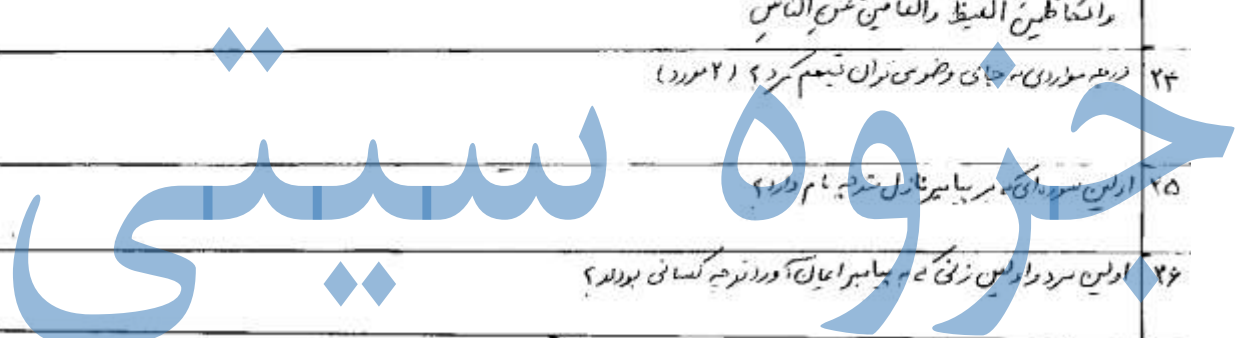 والکاظمین الغیظ والعافین عن الناس
۲۴ در چه مواردی به جای وضو می توان تیمم کرد؟ (۲ مورد)
۲۵ اولین سوره ای که بر پیامبر نازل شد چه نام دارد؟
۲۶ اولین مرد و اولین زنی که به پیامبر ایمان آوردند چه کسانی بودند؟
جزوه سیتی